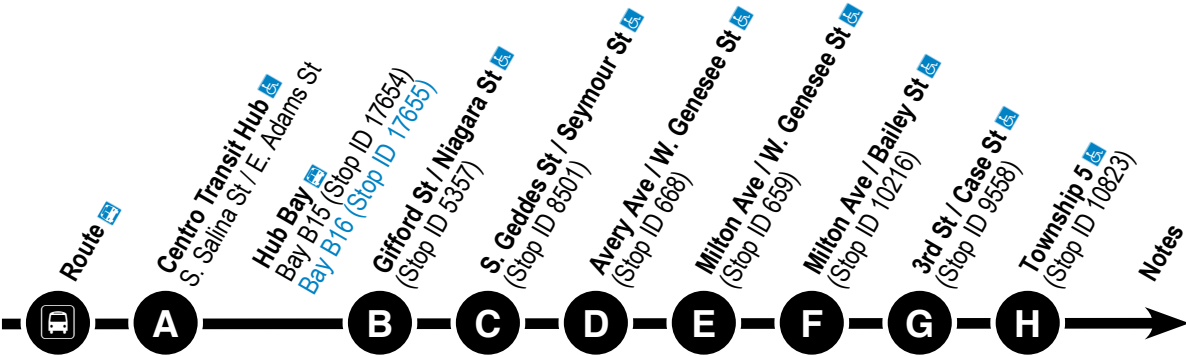 Route
Centro Transit Hub
S. Salina St / E. Adams St
Hub Bay
Bay B15 (Stop ID 17654)
Bay B16 (Stop ID 17655)
Gifford St / Niagara St
(Stop ID 5357)
S. Geddes St / Seymour St
(Stop ID 8501)
Avery Ave / W. Genesee St
(Stop ID 668)
Milton Ave / W. Genesee St
(Stop ID 659)
Milton Ave / Bailey St
(Stop ID 10216)
3rd St / Case St
(Stop ID 9558)
Township 5
(Stop ID 10823)
Notes
A
B
C
D
E
F
G
H